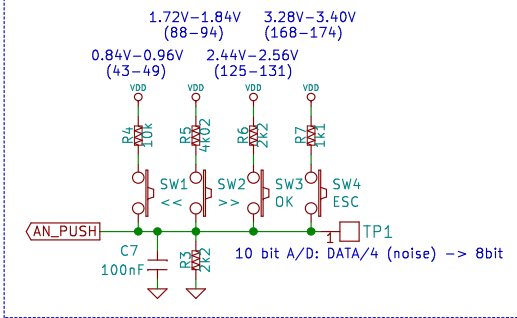 1.72V-1.84V
(88-94)
3.28V-3.40V
(168-174)
0.84V-0.96V
(43-49)
2.44V-2.56V
(125-131)
VDD
VDD
VDD
VDD
R4
10k
R5
4k02
R6
2k2
R7
1k1
SW1
<<
SW2
>>
SW3
OK
SW4
ESC
AN_PUSH
TP1
1
C7
100nF
R3
2k2
10 bit A/D: DATA/4 (noise) -> 8bit